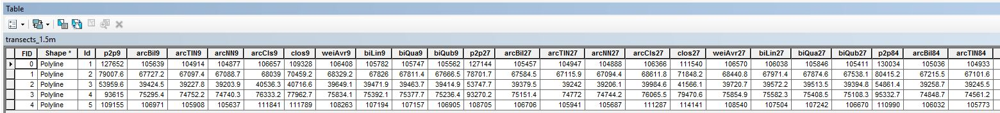 Table
transects_1.5m
FID Shape * Id p2p9 arcBil9 arcTIN9 arcNN9 arcCls9 clos9 weiAvr9 biLin9 biQua9 biQub9 p2p27 arcBil27 arcTIN27 arcNN27 arcCls27 clos27 weiAvr27 biLin27 biQua27 biQub27 p2p84 arcBil84 arcTIN84
0 Polyline 1 127652 105639 104914 104877 106657 109328 106408 105782 105747 105562 127144 105457 104947 104888 106366 111540 106570 106038 105846 105411 130034 105036 104933
1 Polyline 2 79007.6 67727.2 67097.4 67088.7 68039 70459.2 68329.2 67826 67811.4 67666.5 78701.7 67584.5 67115.9 67094.4 68611.8 71848.2 68440.8 67971.4 67874.6 67538.1 80415.2 67215.5 67101.6
2 Polyline 3 53959.6 39424.5 39227.8 39203.9 40536.3 40716.6 39649.1 39471.9 39463.7 39414.9 53747.7 39379.5 39242 39206.1 39984.6 41566.1 39720.7 39572.2 39513.5 39394.8 54861.4 39258.7 39245.5
3 Polyline 4 93615 75295.4 74752.2 74740.3 76333.2 77962.7 75834.1 75392.1 75377.7 75236.4 93270.2 75151.4 74772 74744.2 76065.5 79470.6 75854.9 75582.3 75408.5 75108.3 95332.7 74848.7 74561.2
4 Polyline 5 109155 106971 105908 105637 111841 111789 108263 107194 107157 106905 108705 106706 105941 105687 111287 114141 108540 107504 107242 106670 110990 106032 105773